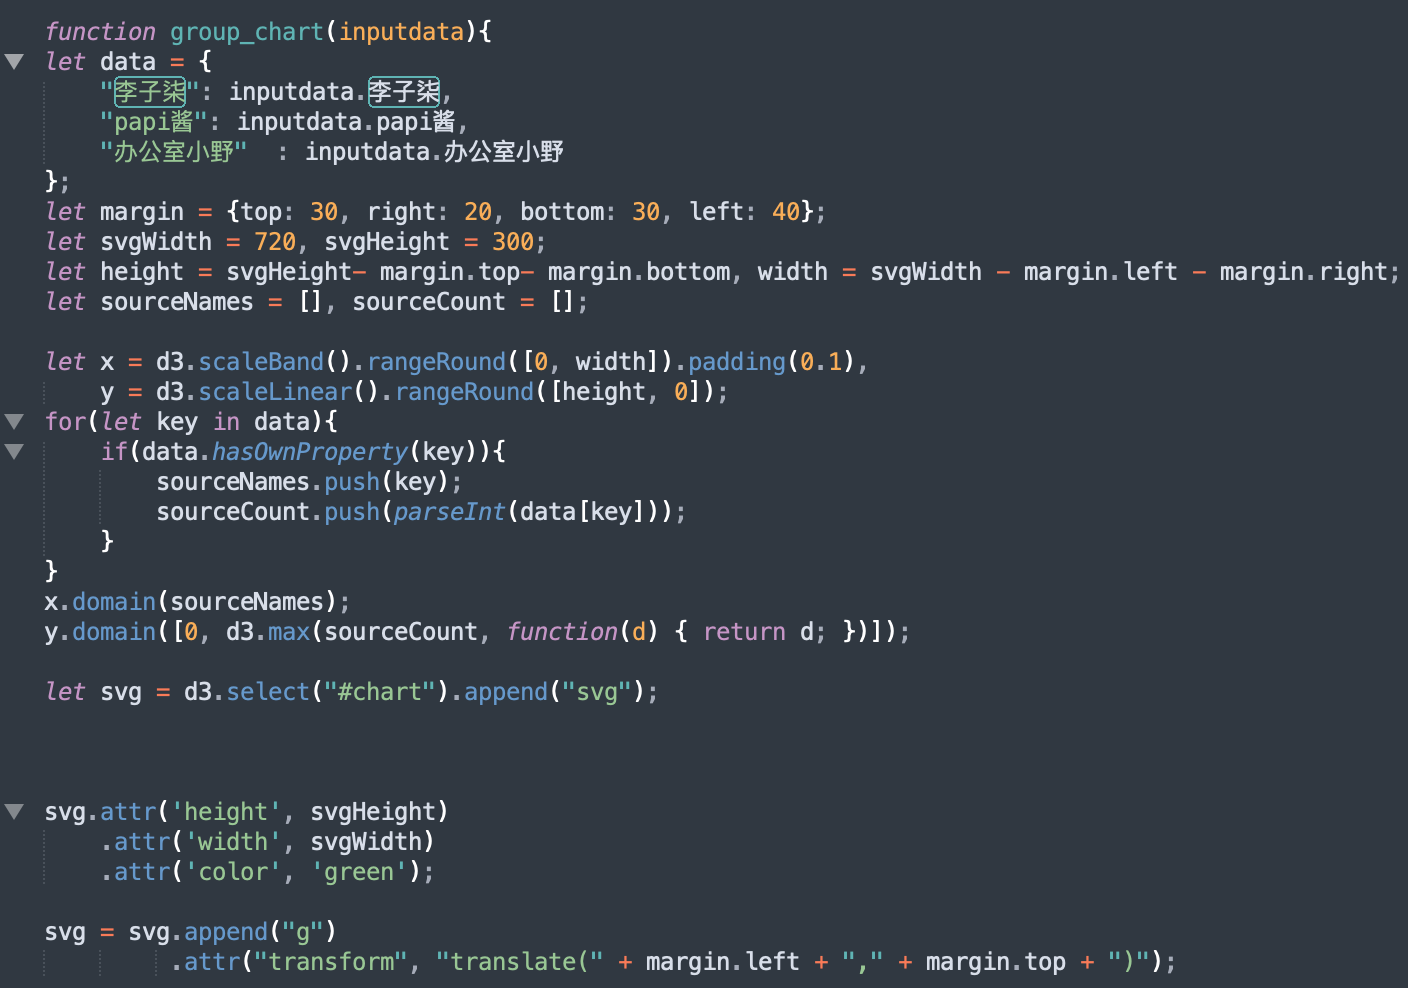 function group_chart(inputdata){
let data = {
    "李子柒": inputdata.李子柒,
    "papi酱": inputdata.papi酱,
    "办公室小野"  : inputdata.办公室小野
};
let margin = {top: 30, right: 20, bottom: 30, left: 40};
let svgWidth = 720, svgHeight = 300;
let height = svgHeight- margin.top- margin.bottom, width = svgWidth - margin.left - margin.right;
let sourceNames = [], sourceCount = [];
let x = d3.scaleBand().rangeRound([0, width]).padding(0.1),
    y = d3.scaleLinear().rangeRound([height, 0]);
for(let key in data){
    if(data.hasOwnProperty(key)){
        sourceNames.push(key);
        sourceCount.push(parseInt(data[key]));
    }
}
x.domain(sourceNames);
y.domain([0, d3.max(sourceCount, function(d) { return d; })]);
let svg = d3.select("#chart").append("svg");
svg.attr('height', svgHeight)
    .attr('width', svgWidth)
    .attr('color', 'green');
svg = svg.append("g")
         .attr("transform", "translate(" + margin.left + "," + margin.top + ")");